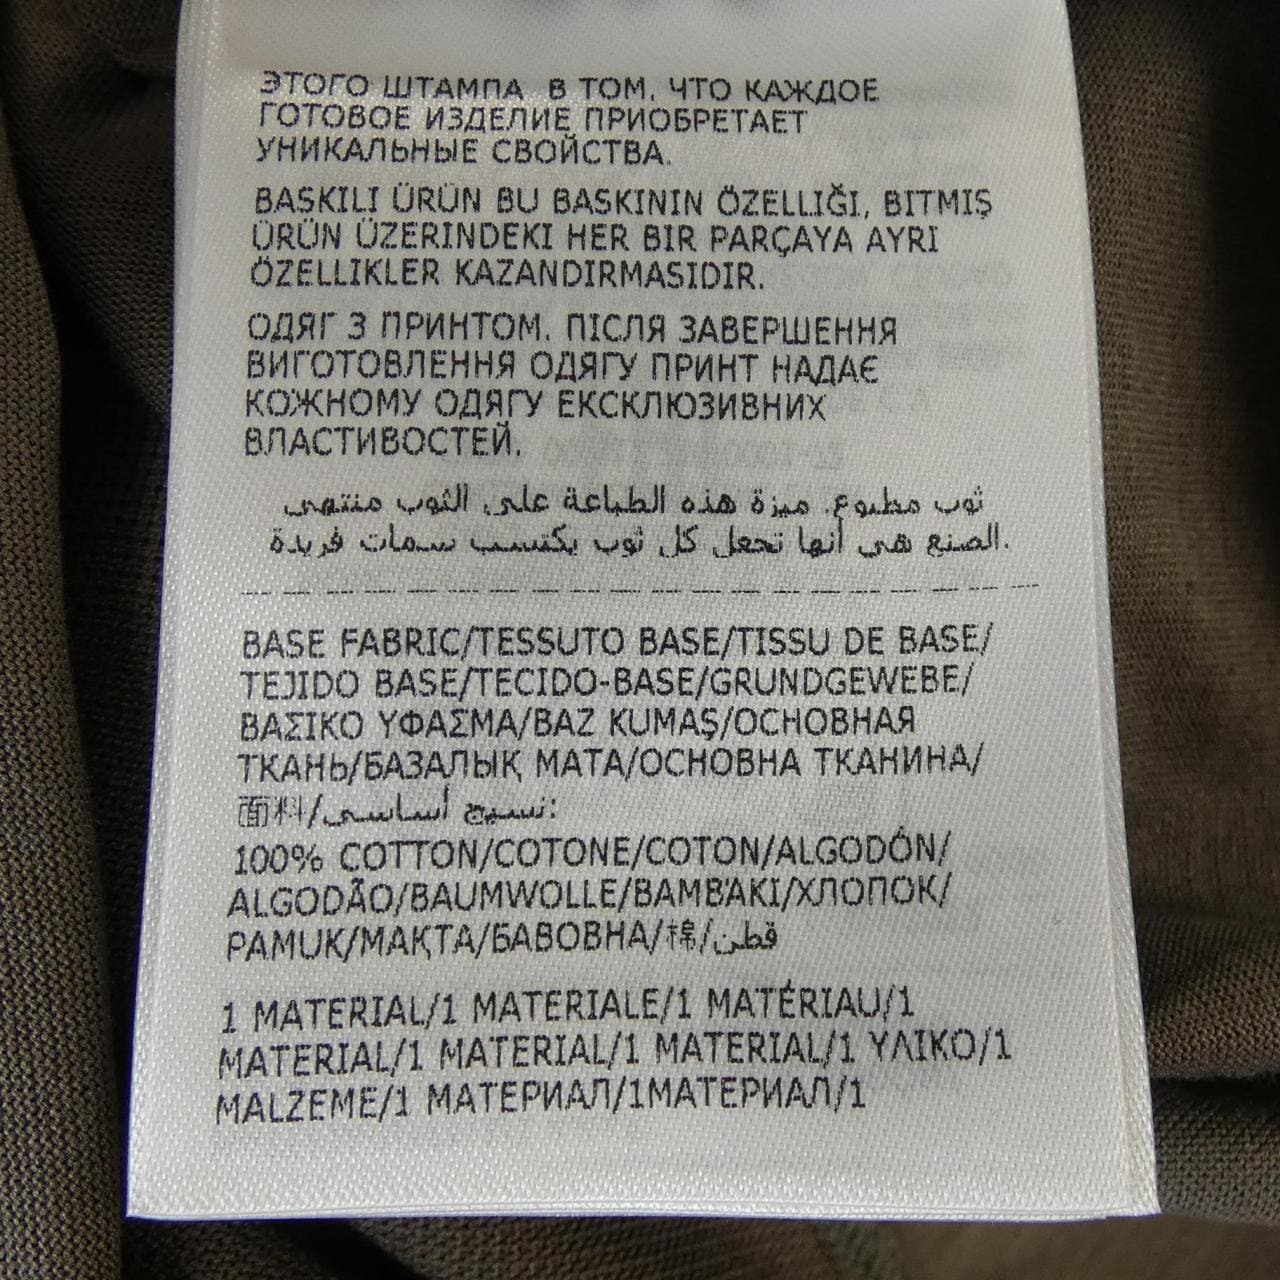 ЭТОГО ШТАМПА В ТОМ, ЧТО КАЖДОЕ
ГОТОВОЕ ИЗДЕЛИЕ ПРИОБРЕТАЕТ
УНИКАЛЬНЫЕ СВОЙСТВА.
BASKILI ÜRÜN BU BASKININ ÖZELLIĞI, BITMIŞ
ÜRÜN ÜZERINDEKI HER BIR PARÇAYA AYRI
ÖZELLIKLER KAZANDIRMASIDIR.
ОДЯГ З ПРИНТОМ. ПІСЛЯ ЗАВЕРШЕННЯ
ВИГОТОВЛЕННЯ ОДЯГУ ПРИНТ НАДАЄ
КОЖНОМУ ОДЯГУ ЕКСКЛЮЗИВНИХ
ВЛАСТИВОСТЕЙ.
ثوب مطبوع. ميزة هذه الطباعة على الثوب منتهى
الصنع هي أنها تجعل كل ثوب يكتسب سمات فريدة.
BASE FABRIC/TESSUTO BASE/TISSU DE BASE/
TEJIDO BASE/TECIDO-BASE/GRUNDGEWEBE/
ΒΑΣΙΚΟ ΥΦΑΣΜΑ/BAZ KUMAŞ/ОСНОВНАЯ
ТКАНЬ/БАЗАЛЫҚ МАТА/ОСНОВНА ТКАНИНА/
面料/نسيج أساسي:
100% COTTON/COTONE/COTON/ALGODÓN/
ALGODÃO/BAUMWOLLE/ΒΑΜΒΑΚΙ/ХЛОПОК/
PAMUK/МАҚТА/БАВОВНА/棉/قطن
1 MATERIAL/1 MATERIALE/1 MATÉRIAU/1
MATERIAL/1 MATERIAL/1 MATERIAL/1 ΥΛΙΚΟ/1
MALZEME/1 МАТЕРИАЛ/1МАТЕРИАЛ/1